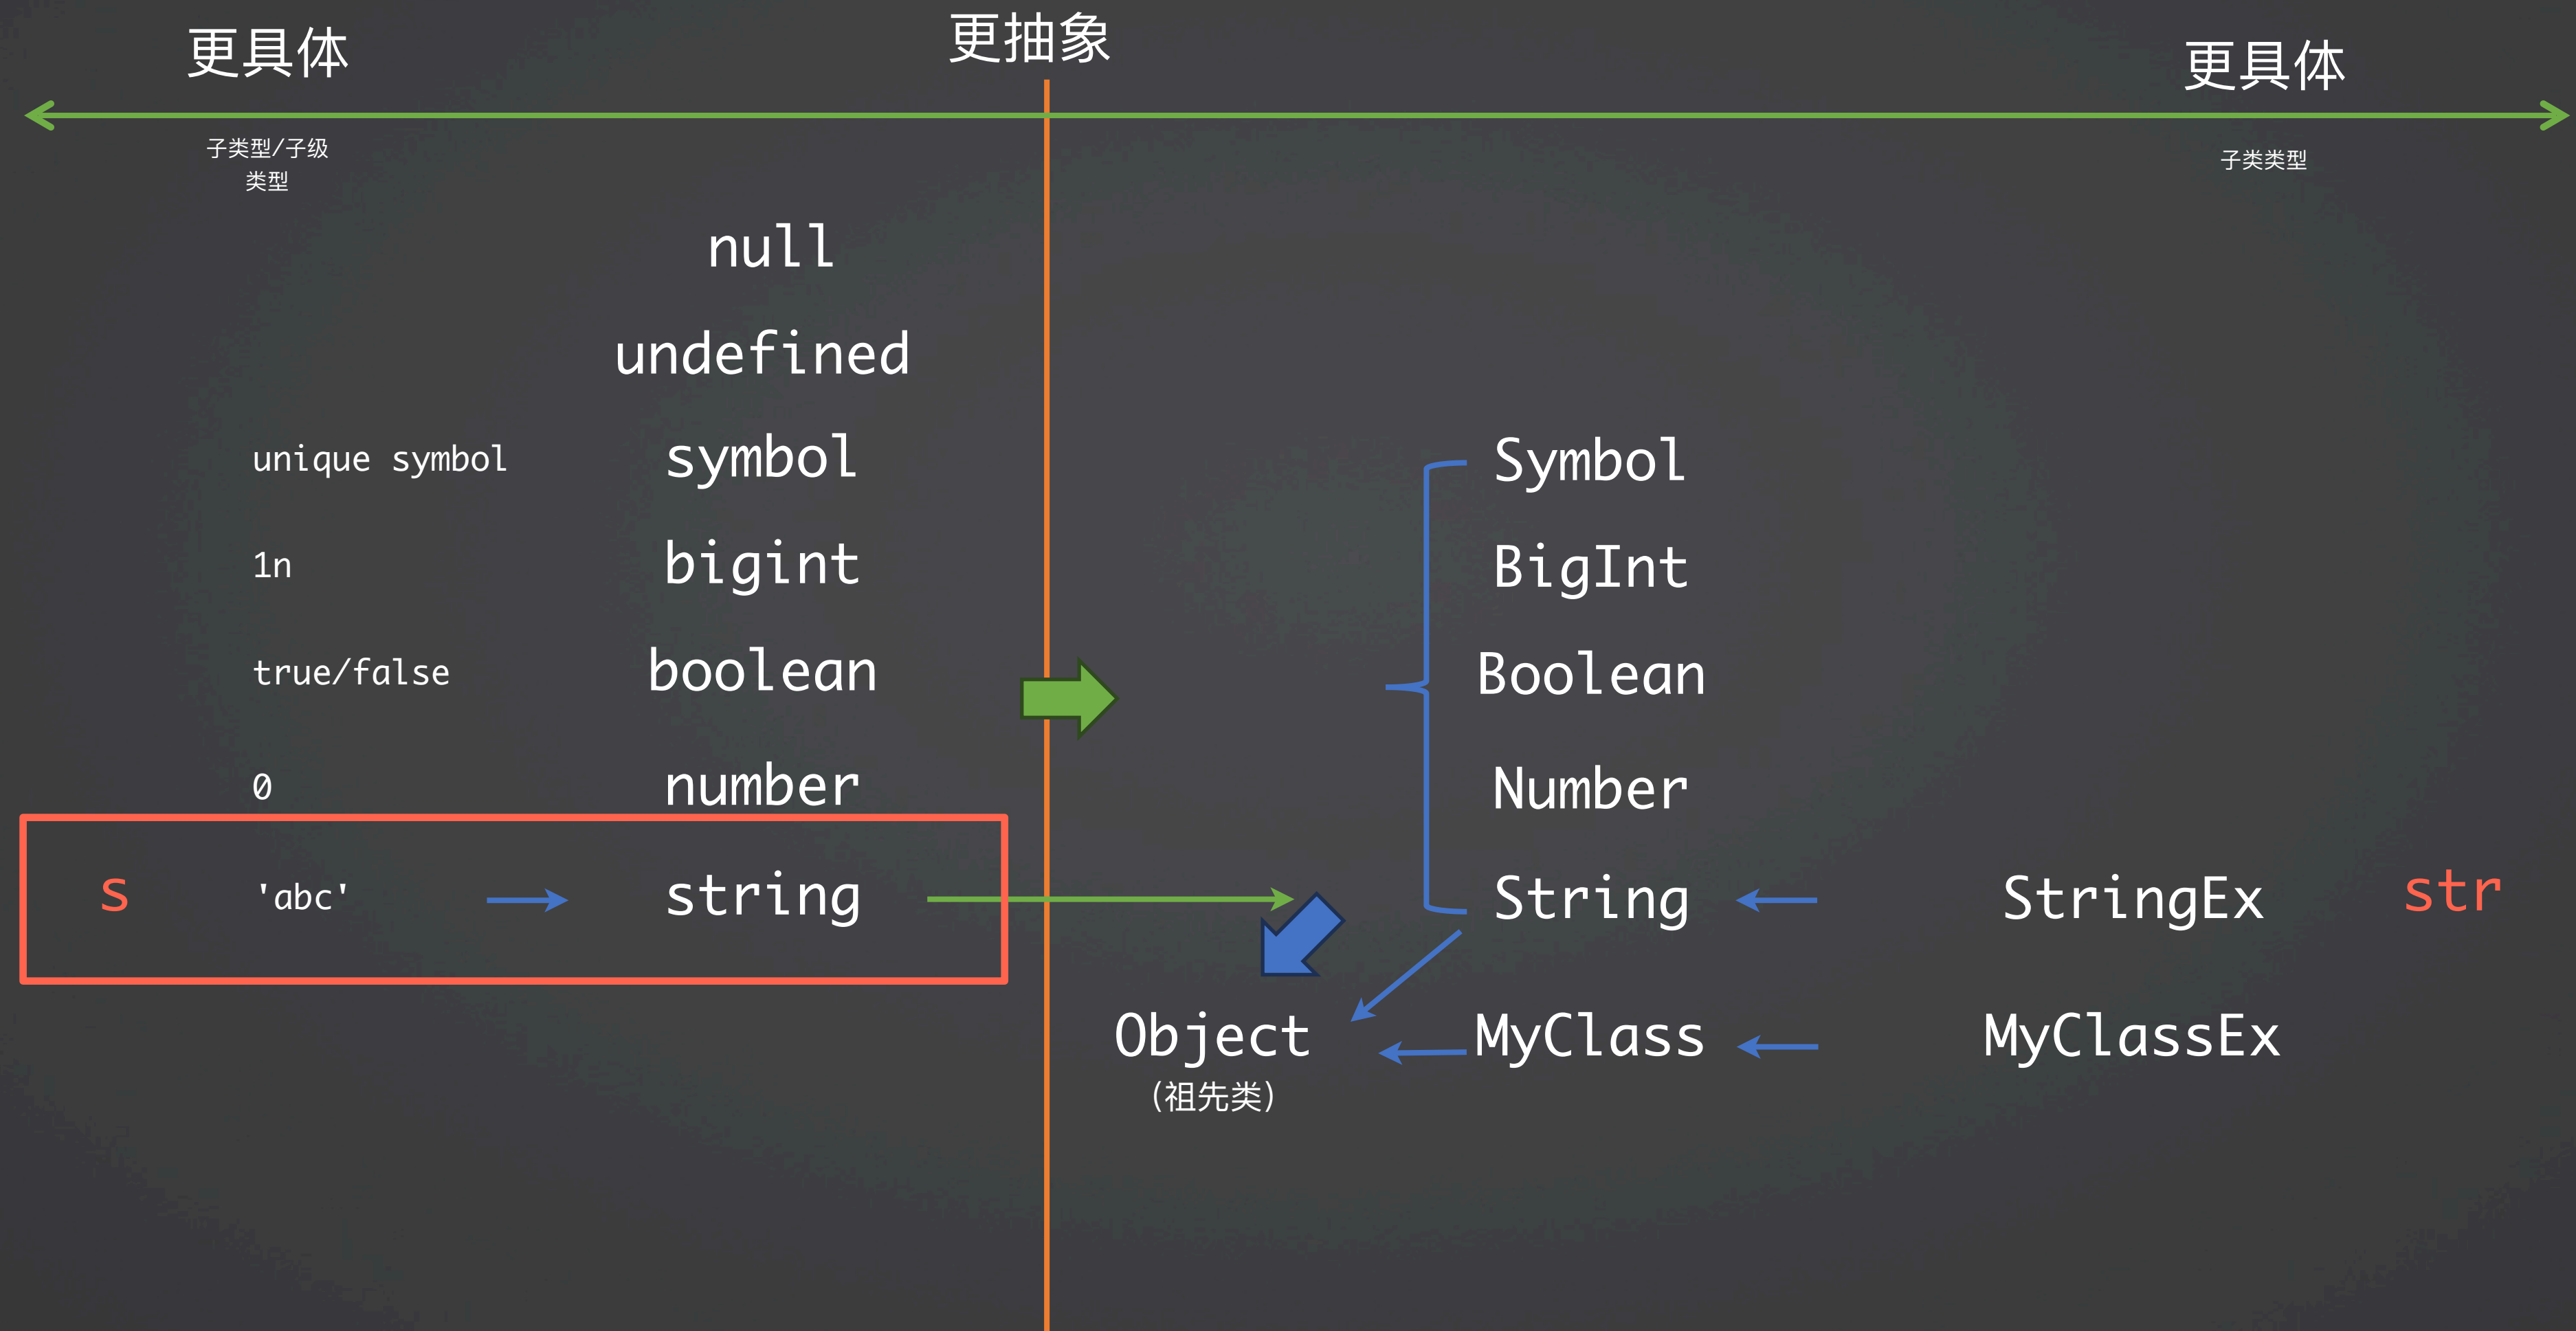 更具体
更抽象
更具体
子类型/子级
类型
子类类型
null
undefined
unique symbol
symbol
Symbol
1n
bigint
BigInt
true/false
boolean
Boolean
0
number
Number
s
'abc'
string
String
StringEx
str
Object
MyClass
MyClassEx
(祖先类)